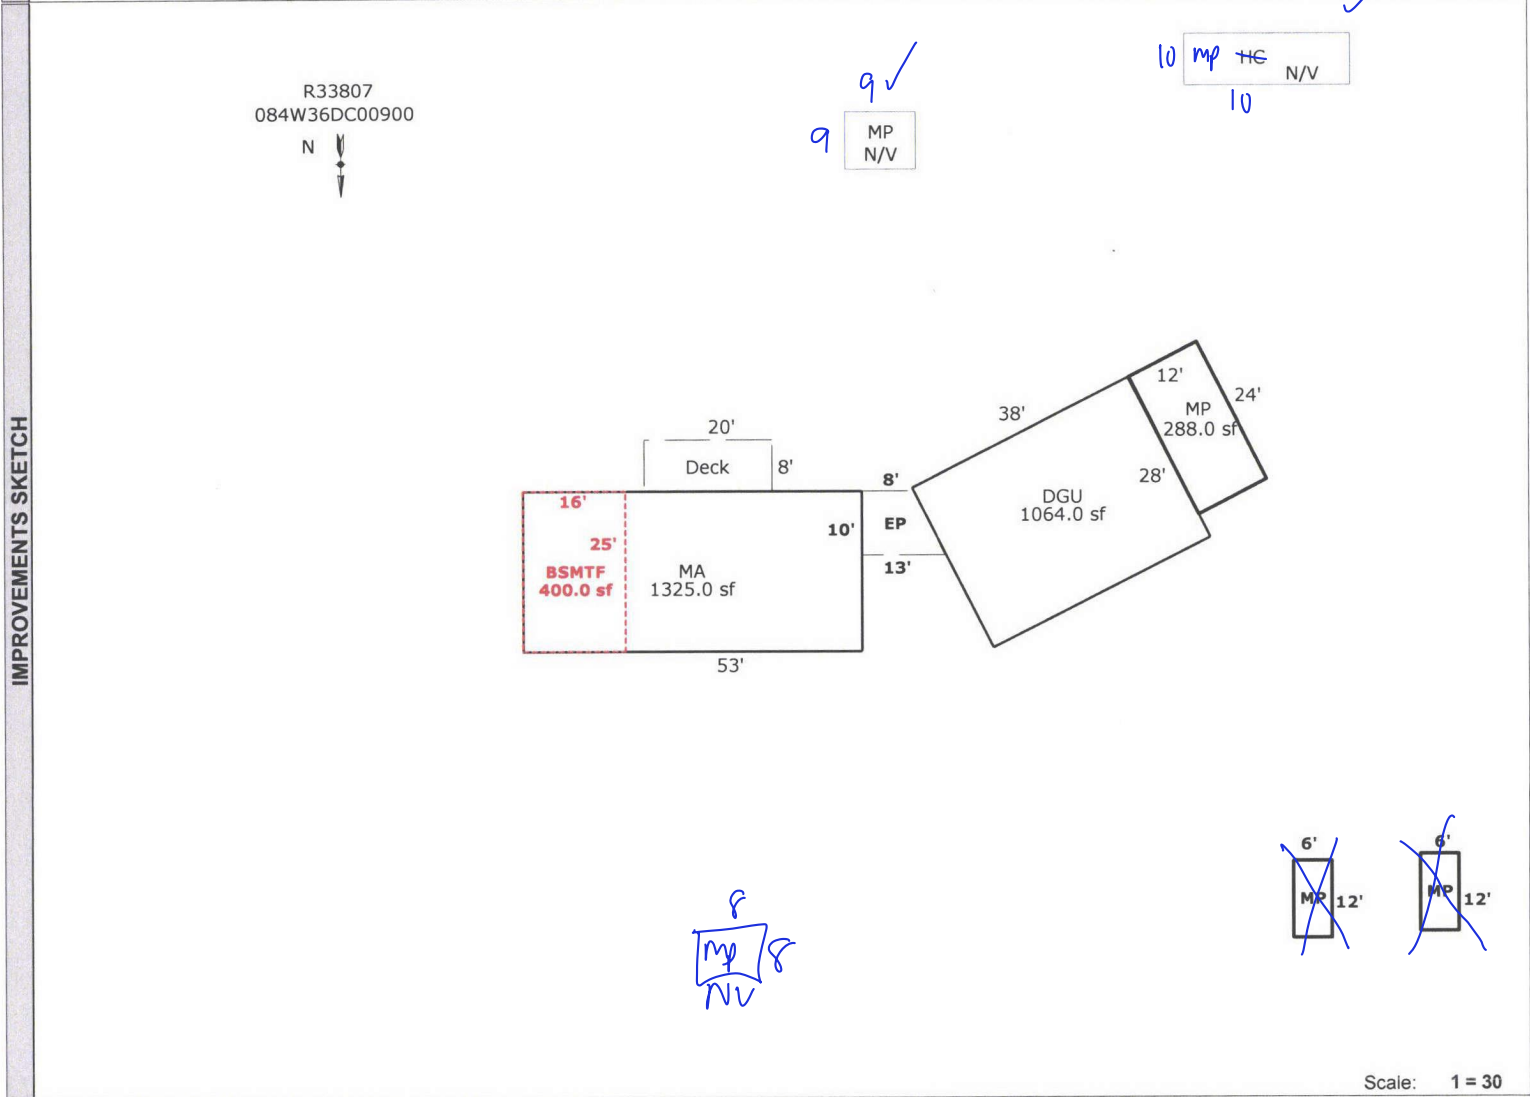 IMPROVEMENTS SKETCH
R33807
084W36DC00900
N
9
9
MP
N/V
10 mp HC
N/V
10
20'
Deck
8'
16'
25'
BSMTF
400.0 sf
MA
1325.0 sf
53'
8'
10'
EP
13'
38'
DGU
1064.0 sf
28'
12'
MP
288.0 sf
24'
6'
MP
12'
6'
MP
12'
8
mp
8
NV
Scale: 1 = 30